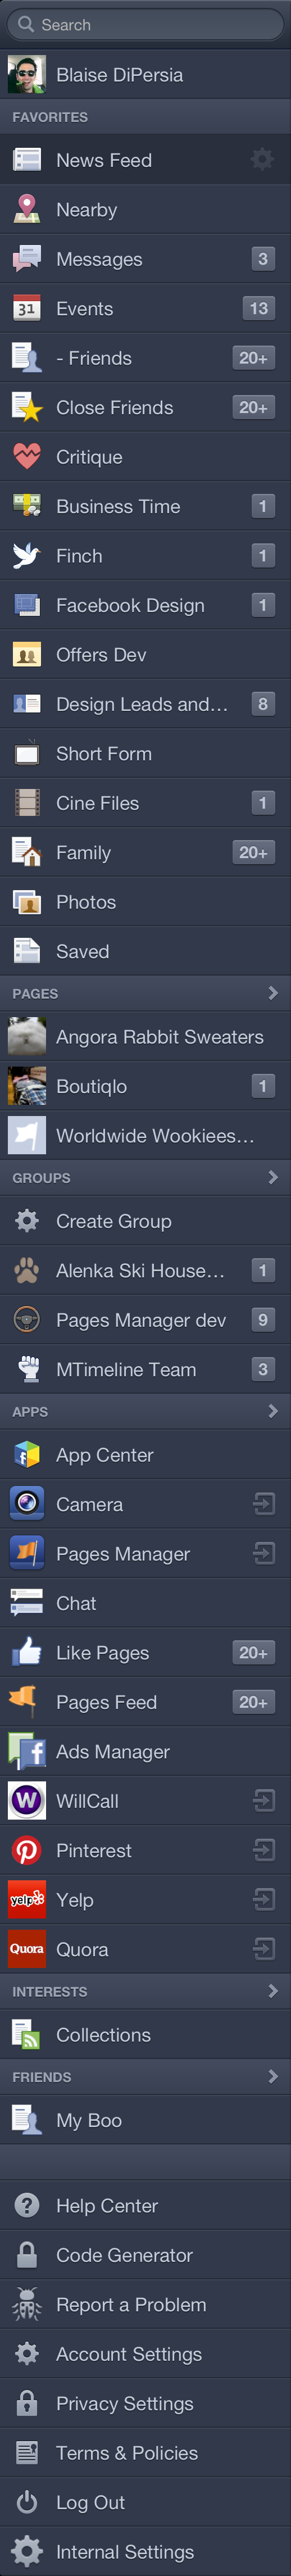 Search
Blaise DiPersia
FAVORITES
News Feed
Nearby
Messages 3
31 Events 13
- Friends 20+
Close Friends 20+
Critique
Business Time 1
Finch 1
Facebook Design 1
Offers Dev
Design Leads and... 8
Short Form
Cine Files 1
Family 20+
Photos
Saved
PAGES
Angora Rabbit Sweaters
Boutiqlo 1
Worldwide Wookiees...
GROUPS
Create Group
Alenka Ski House... 1
Pages Manager dev 9
MTimeline Team 3
APPS
f App Center
Camera
Pages Manager
Chat
Like Pages 20+
Pages Feed 20+
f Ads Manager
W WillCall
Pinterest
yelp Yelp
Quora Quora
INTERESTS
Collections
FRIENDS
My Boo
? Help Center
Code Generator
Report a Problem
Account Settings
Privacy Settings
Terms & Policies
Log Out
Internal Settings